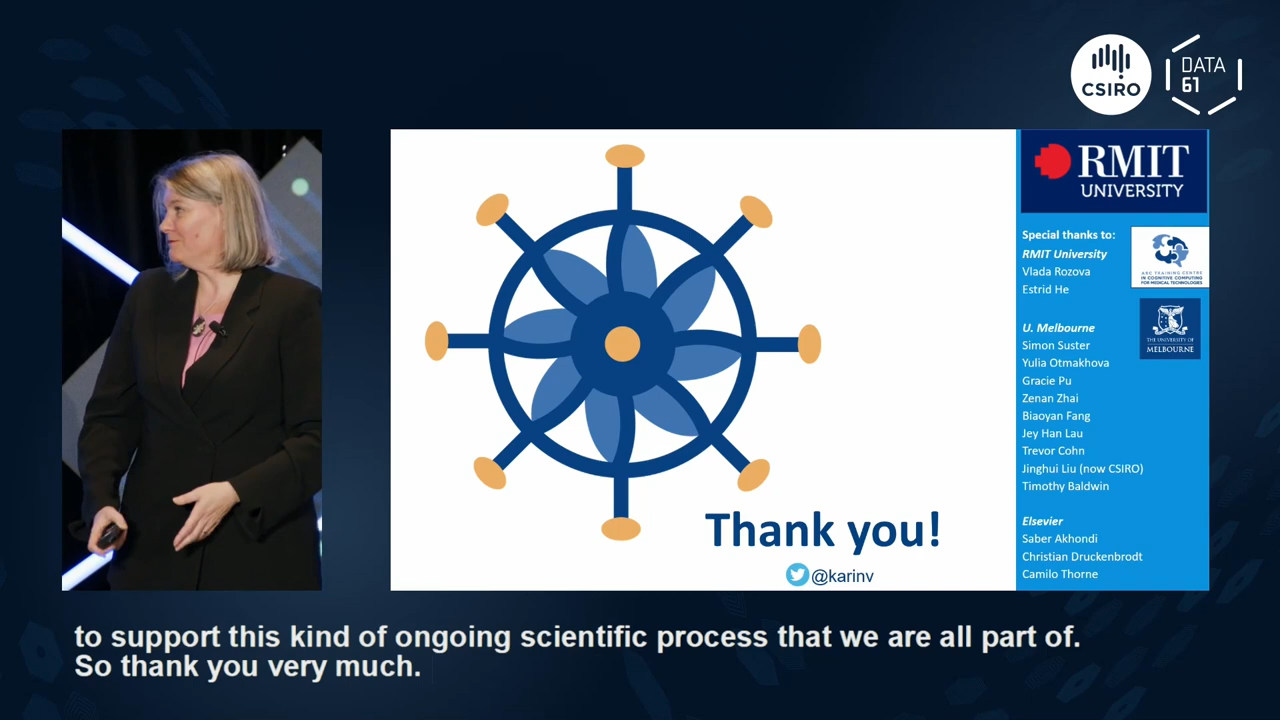 CSIRO
DATA
61
RMIT
UNIVERSITY
Special thanks to:
RMIT University
Vlada Rozova
Estrid He
ARC TRAINING CENTRE
IN COGNITIVE COMPUTING
FOR MEDICAL TECHNOLOGIES
U. Melbourne
Simon Suster
Yulia Otmakhova
Gracie Pu
Zenan Zhai
Biaoyan Fang
Jey Han Lau
Trevor Cohn
Jinghui Liu (now CSIRO)
Timothy Baldwin
THE UNIVERSITY OF
MELBOURNE
Elsevier
Saber Akhondi
Christian Druckenbrodt
Camilo Thorne
Thank you!
@karinv
to support this kind of ongoing scientific process that we are all part of.
So thank you very much.